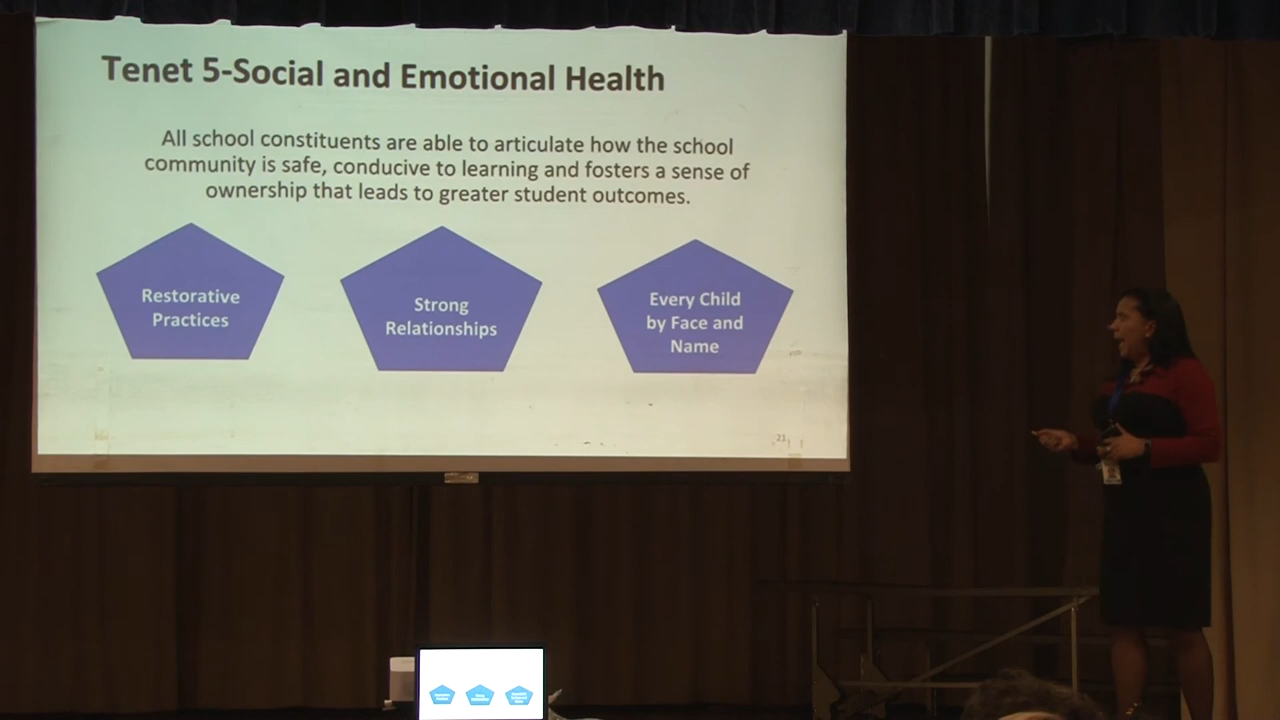 Tenet 5-Social and Emotional Health
All school constituents are able to articulate how the school
community is safe, conducive to learning and fosters a sense of
ownership that leads to greater student outcomes.
Restorative
Practices
Strong
Relationships
Every Child
by Face and
Name
21